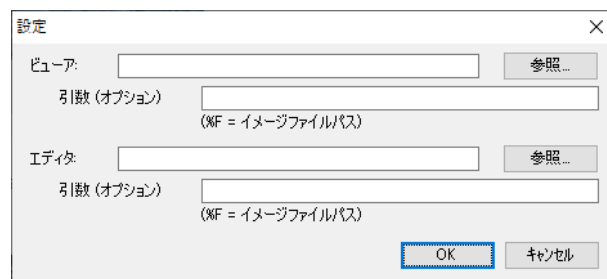 設定
ビューア: 参照...
引数 (オプション)
(%F = イメージファイルパス)
エディタ: 参照...
引数 (オプション)
(%F = イメージファイルパス)
OK キャンセル